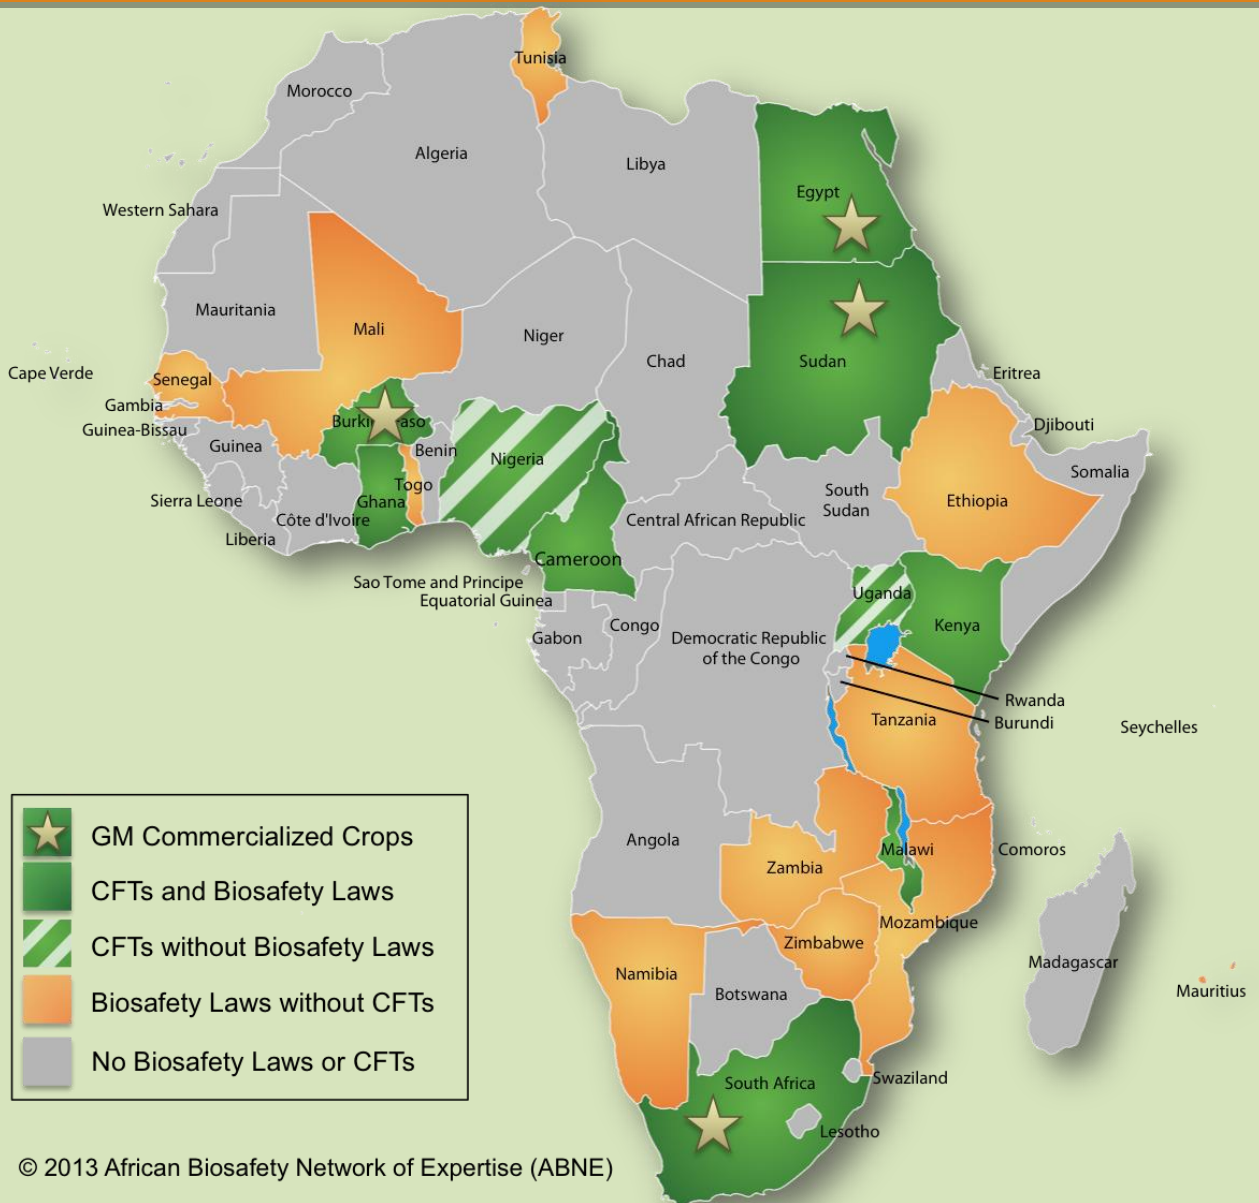 Tunisia
Morocco
Algeria
Libya
Egypt
Western Sahara
Mauritania
Mali
Niger
Chad
Sudan
Cape Verde
Senegal
Eritrea
Gambia
Guinea-Bissau
Burki aso
Djibouti
Guinea
Benin
Nigeria
Somalia
Togo
Sierra Leone
Ghana
South
Sudan
Ethiopia
Côte d'Ivoire
Central African Republic
Liberia
Cameroon
Sao Tome and Principe
Equatorial Guinea
Uganda
Gabon
Congo
Democratic Republic
of the Congo
Kenya
Rwanda
Burundi
Tanzania
Seychelles
Angola
Malawi
Comoros
Zambia
Mozambique
Zimbabwe
Madagascar
Namibia
Botswana
Mauritius
South Africa
Swaziland
Lesotho
GM Commercialized Crops
CFTs and Biosafety Laws
CFTs without Biosafety Laws
Biosafety Laws without CFTs
No Biosafety Laws or CFTs
© 2013 African Biosafety Network of Expertise (ABNE)